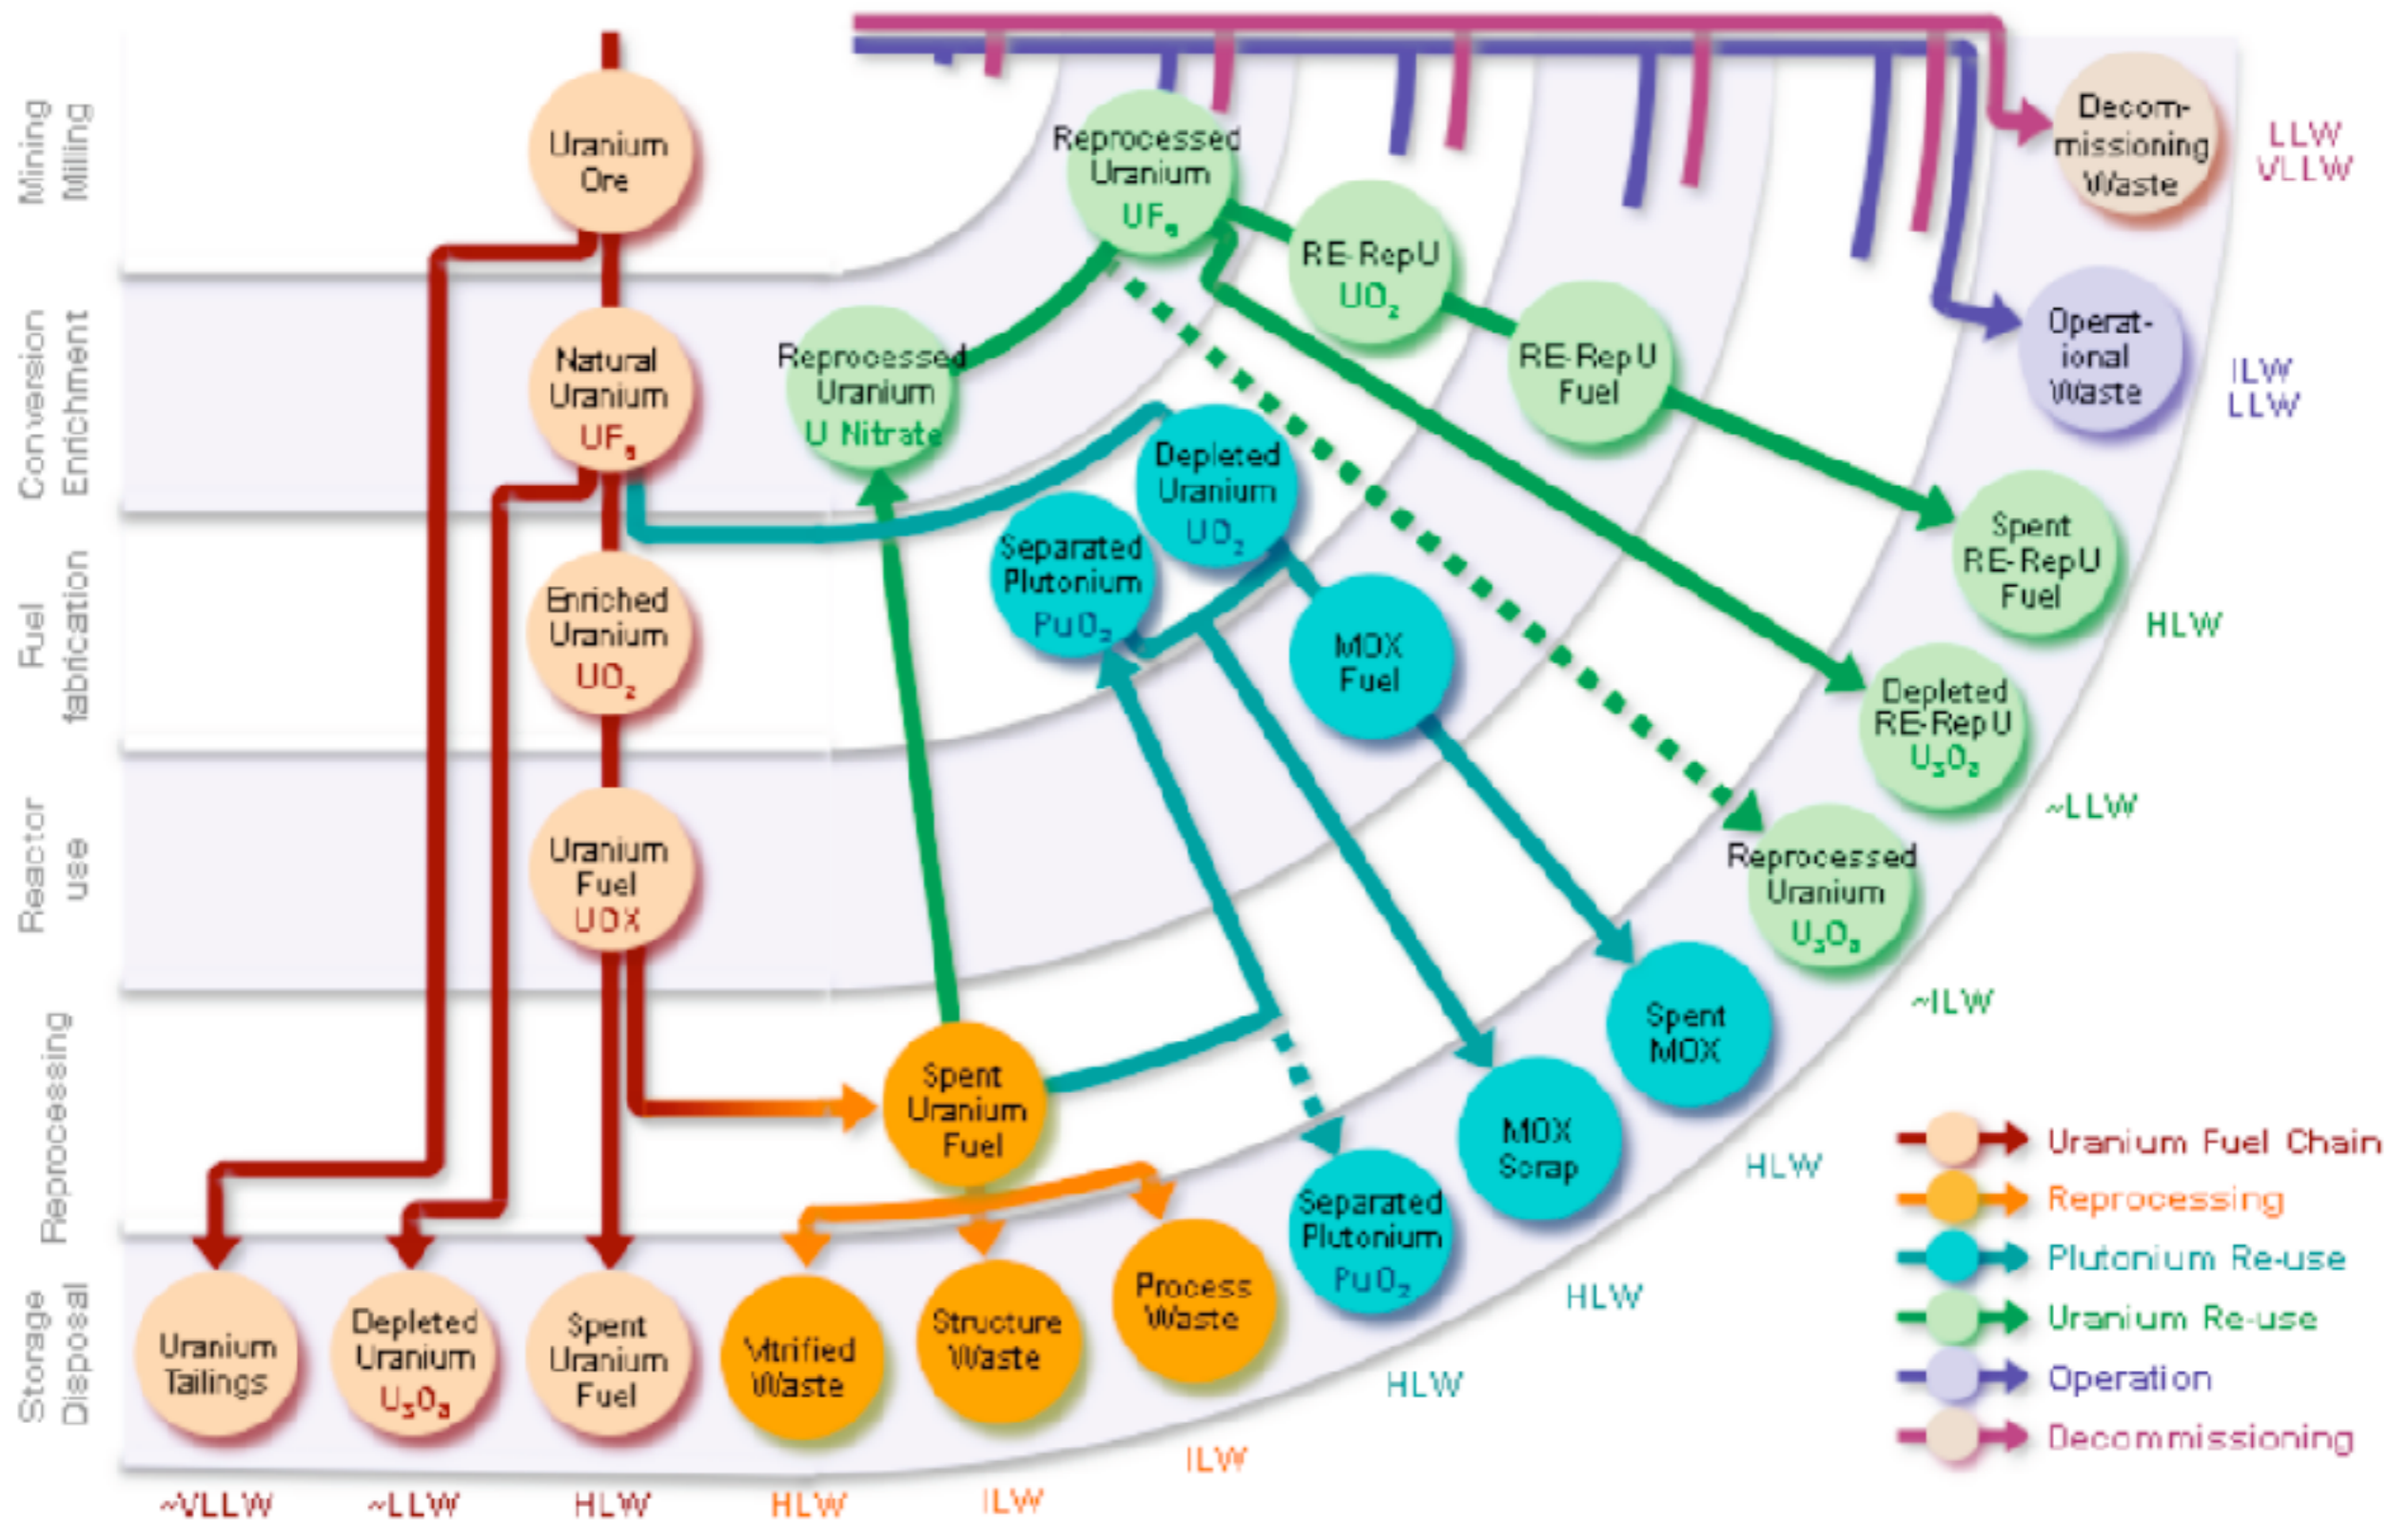 Mining
Milling
Conversion
Enrichment
Fuel
fabrication
Reactor
use
Reprocessing
Storage
Disposal
Uranium
Ore
Natural
Uranium
UF₆
Enriched
Uranium
UO₂
Uranium
Fuel
UOX
Uranium
Tailings
~VLLW
Depleted
Uranium
U₃O₈
~LLW
Spent
Uranium
Fuel
HLW
Vitrified
Waste
HLW
Structure
Waste
ILW
Process
Waste
ILW
Spent
Uranium
Fuel
Reprocessed
Uranium
U Nitrate
Reprocessed
Uranium
UF₆
RE-RepU
UO₂
RE-RepU
Fuel
Depleted
Uranium
UO₂
Separated
Plutonium
PuO₂
MOX
Fuel
Separated
Plutonium
PuO₂
HLW
MOX
Scrap
HLW
Spent
MOX
HLW
Reprocessed
Uranium
U₃O₈
~ILW
Depleted
RE-RepU
U₃O₈
~LLW
Spent
RE-RepU
Fuel
HLW
Operat-
ional
Waste
ILW
LLW
Decom-
missioning
Waste
LLW
VLLW
Uranium Fuel Chain
Reprocessing
Plutonium Re-use
Uranium Re-use
Operation
Decommissioning